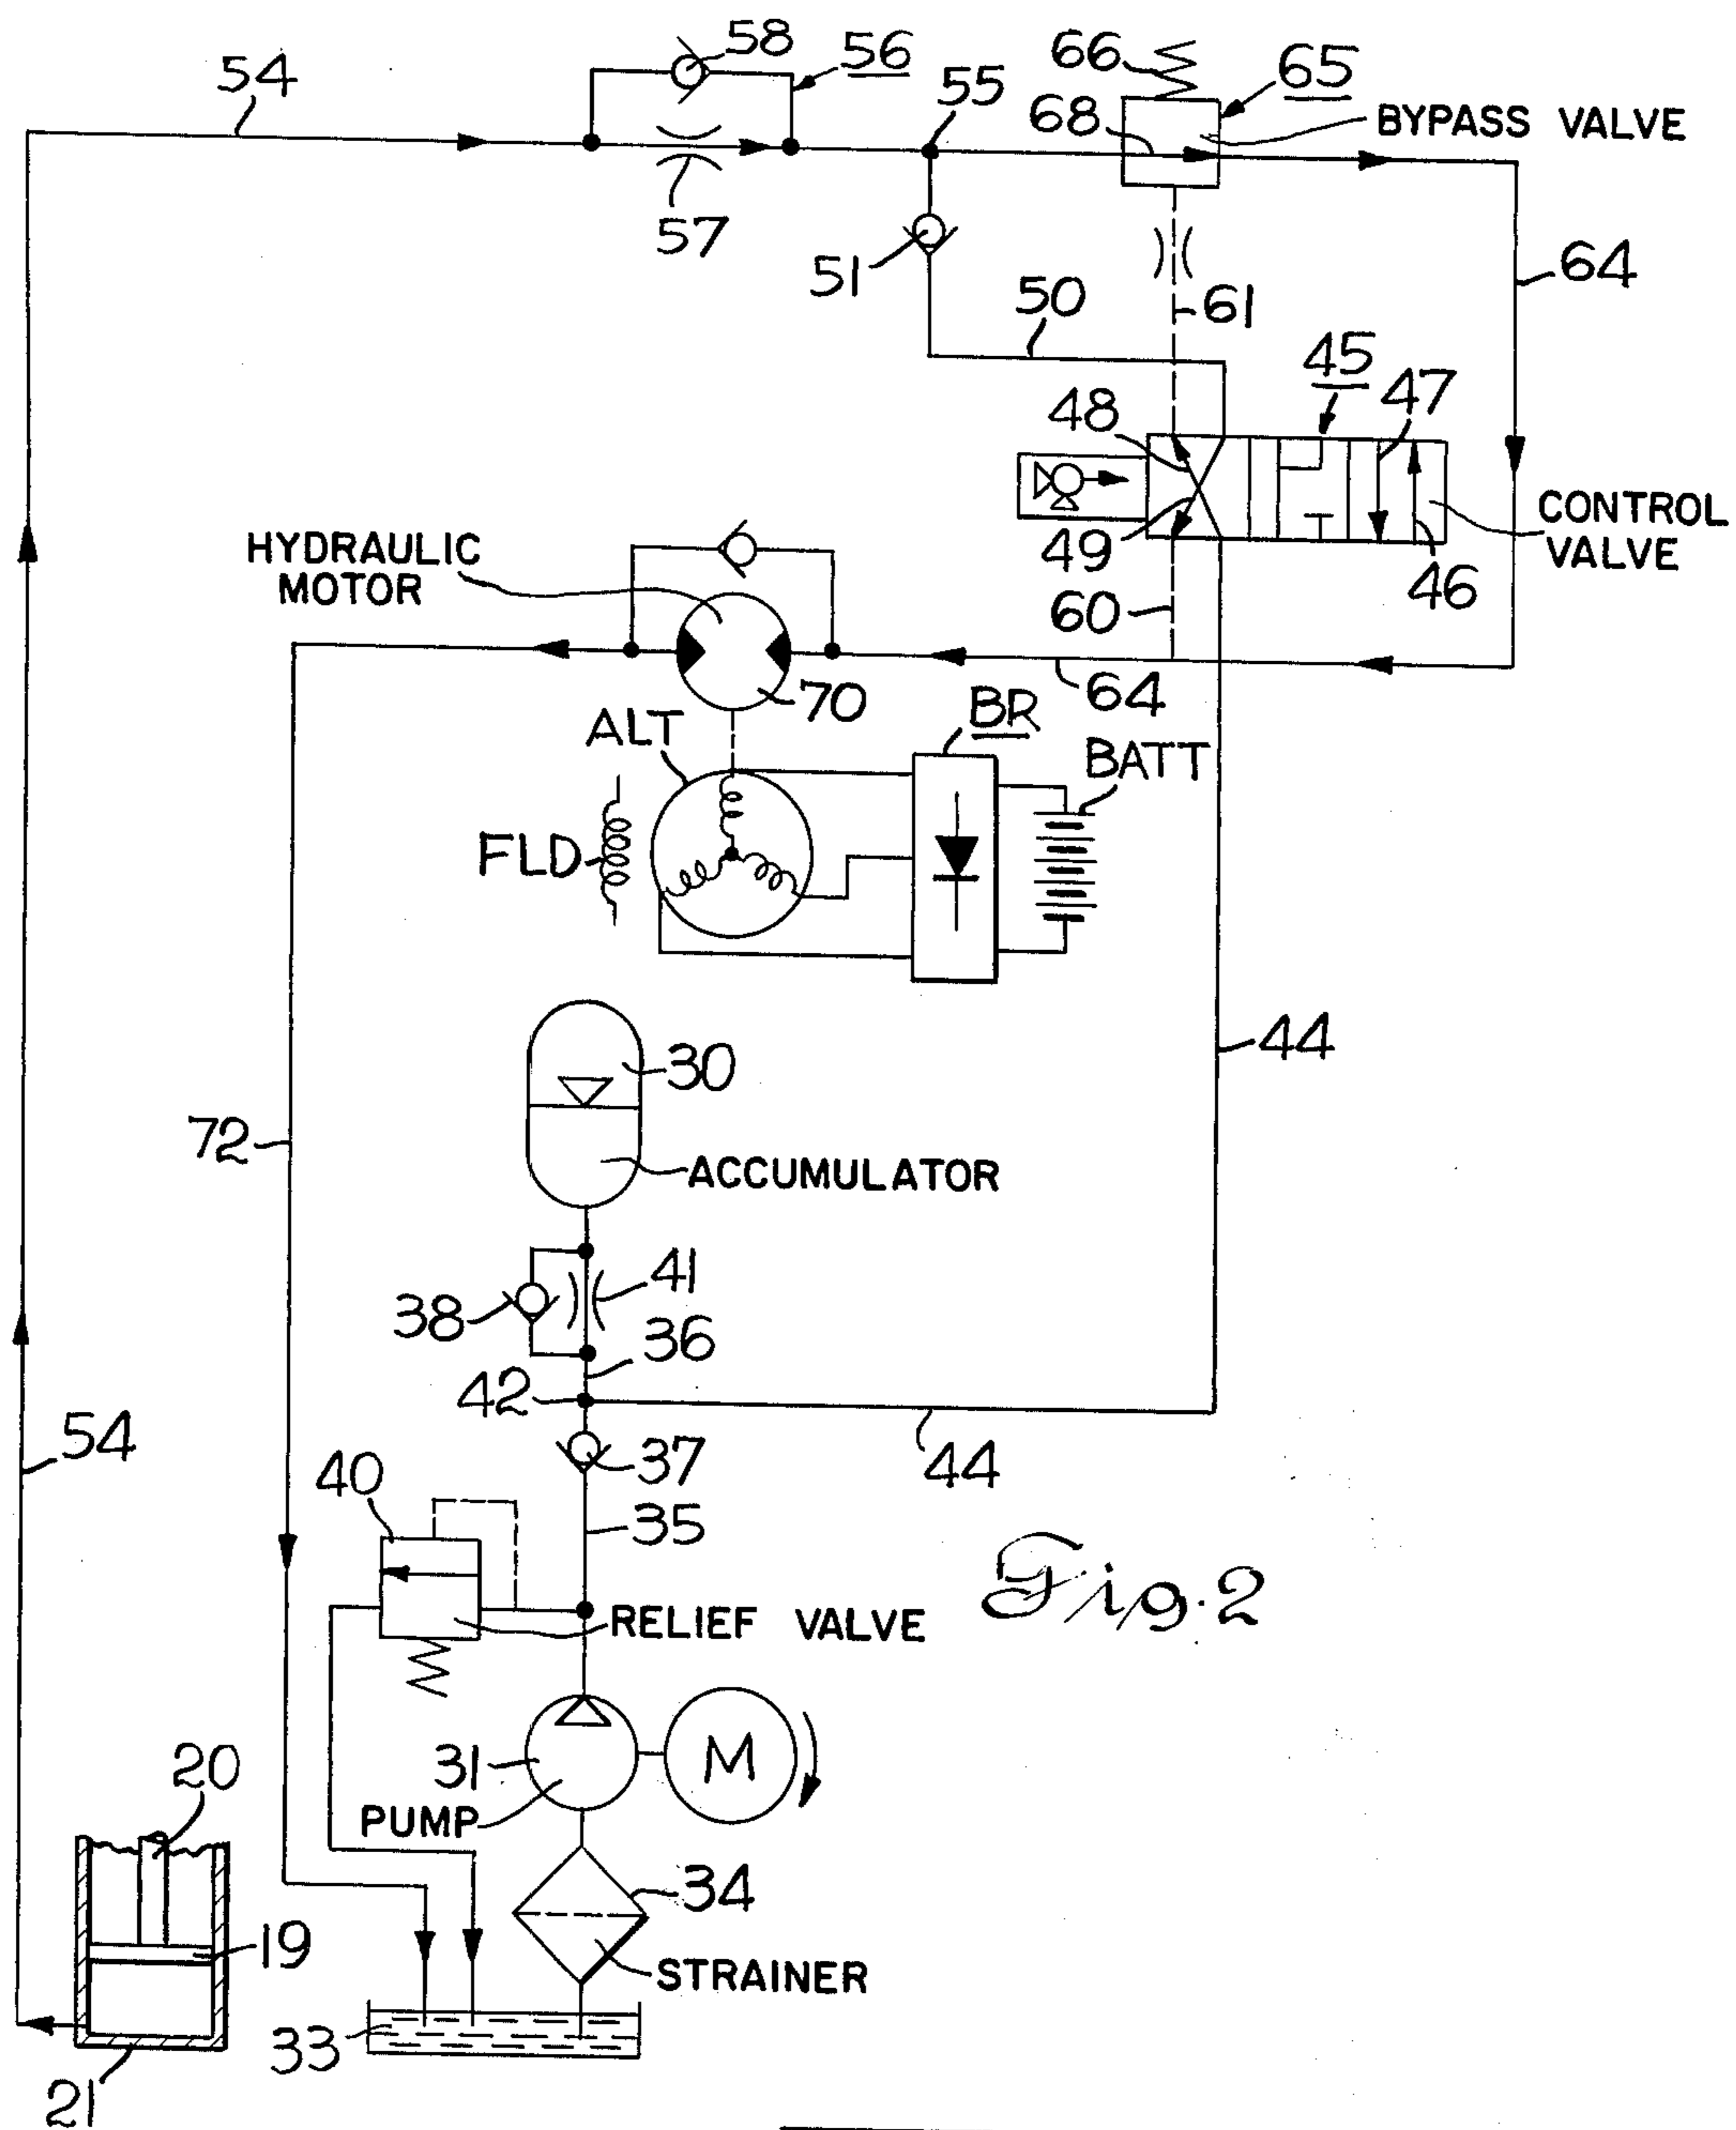 58
56
54
55
66
65
68
BYPASS VALVE
57
51
64
50
61
45
47
48
CONTROL
VALVE
49
46
60
HYDRAULIC
MOTOR
70
64
ALT
BR
BATT
FLD
30
44
72
ACCUMULATOR
41
38
36
42
54
37
44
40
35
Fig. 2
RELIEF VALVE
31
M
PUMP
20
34
19
STRAINER
33
21